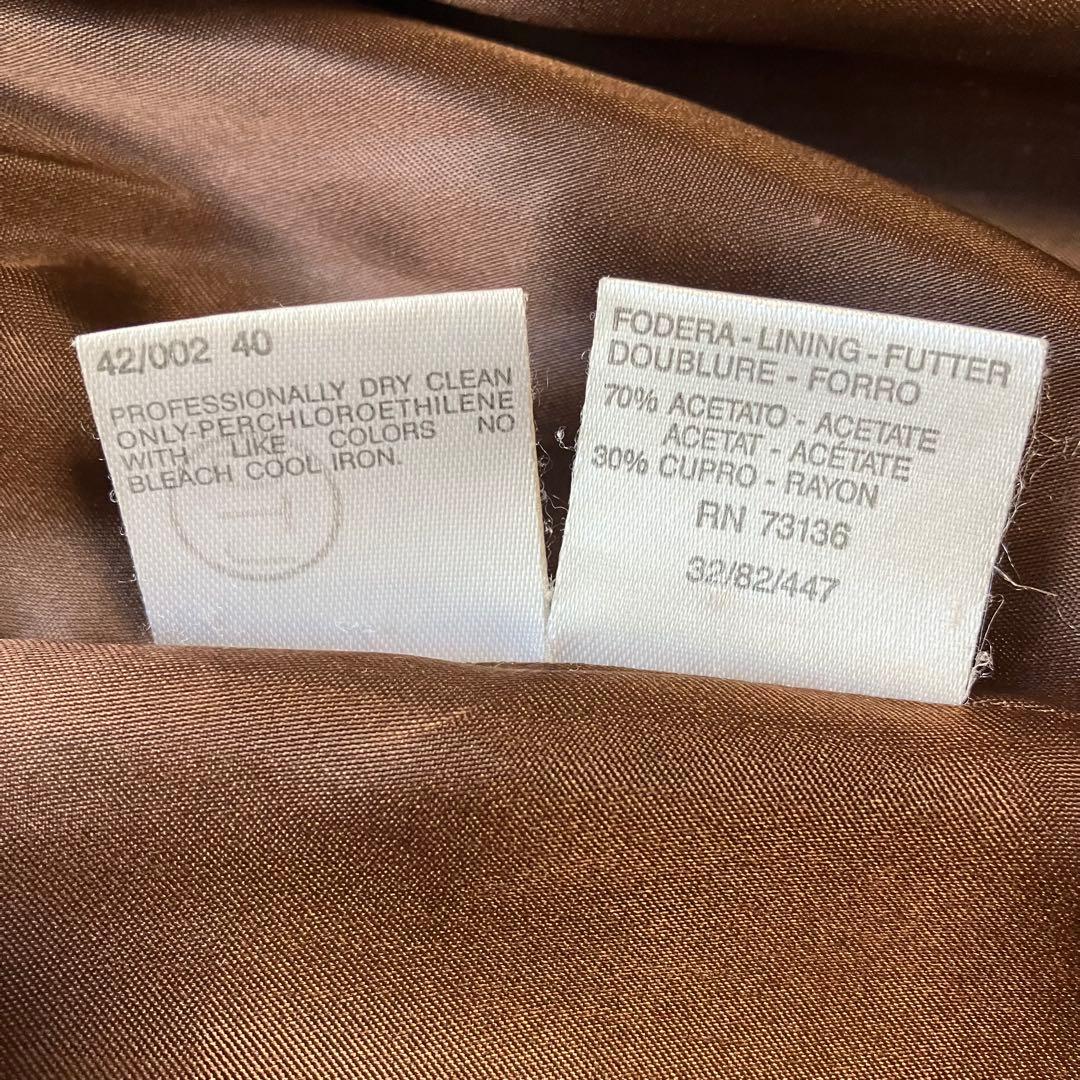 42/002 40
PROFESSIONALLY DRY CLEAN
ONLY-PERCHLOROETHILENE
WITH LIKE COLORS NO
BLEACH COOL IRON.
FODERA - LINING - FUTTER
DOUBLURE - FORRO
70% ACETATO - ACETATE
ACETAT - ACÉTATE
30% CUPRO - RAYON
RN 73136
32/82/447